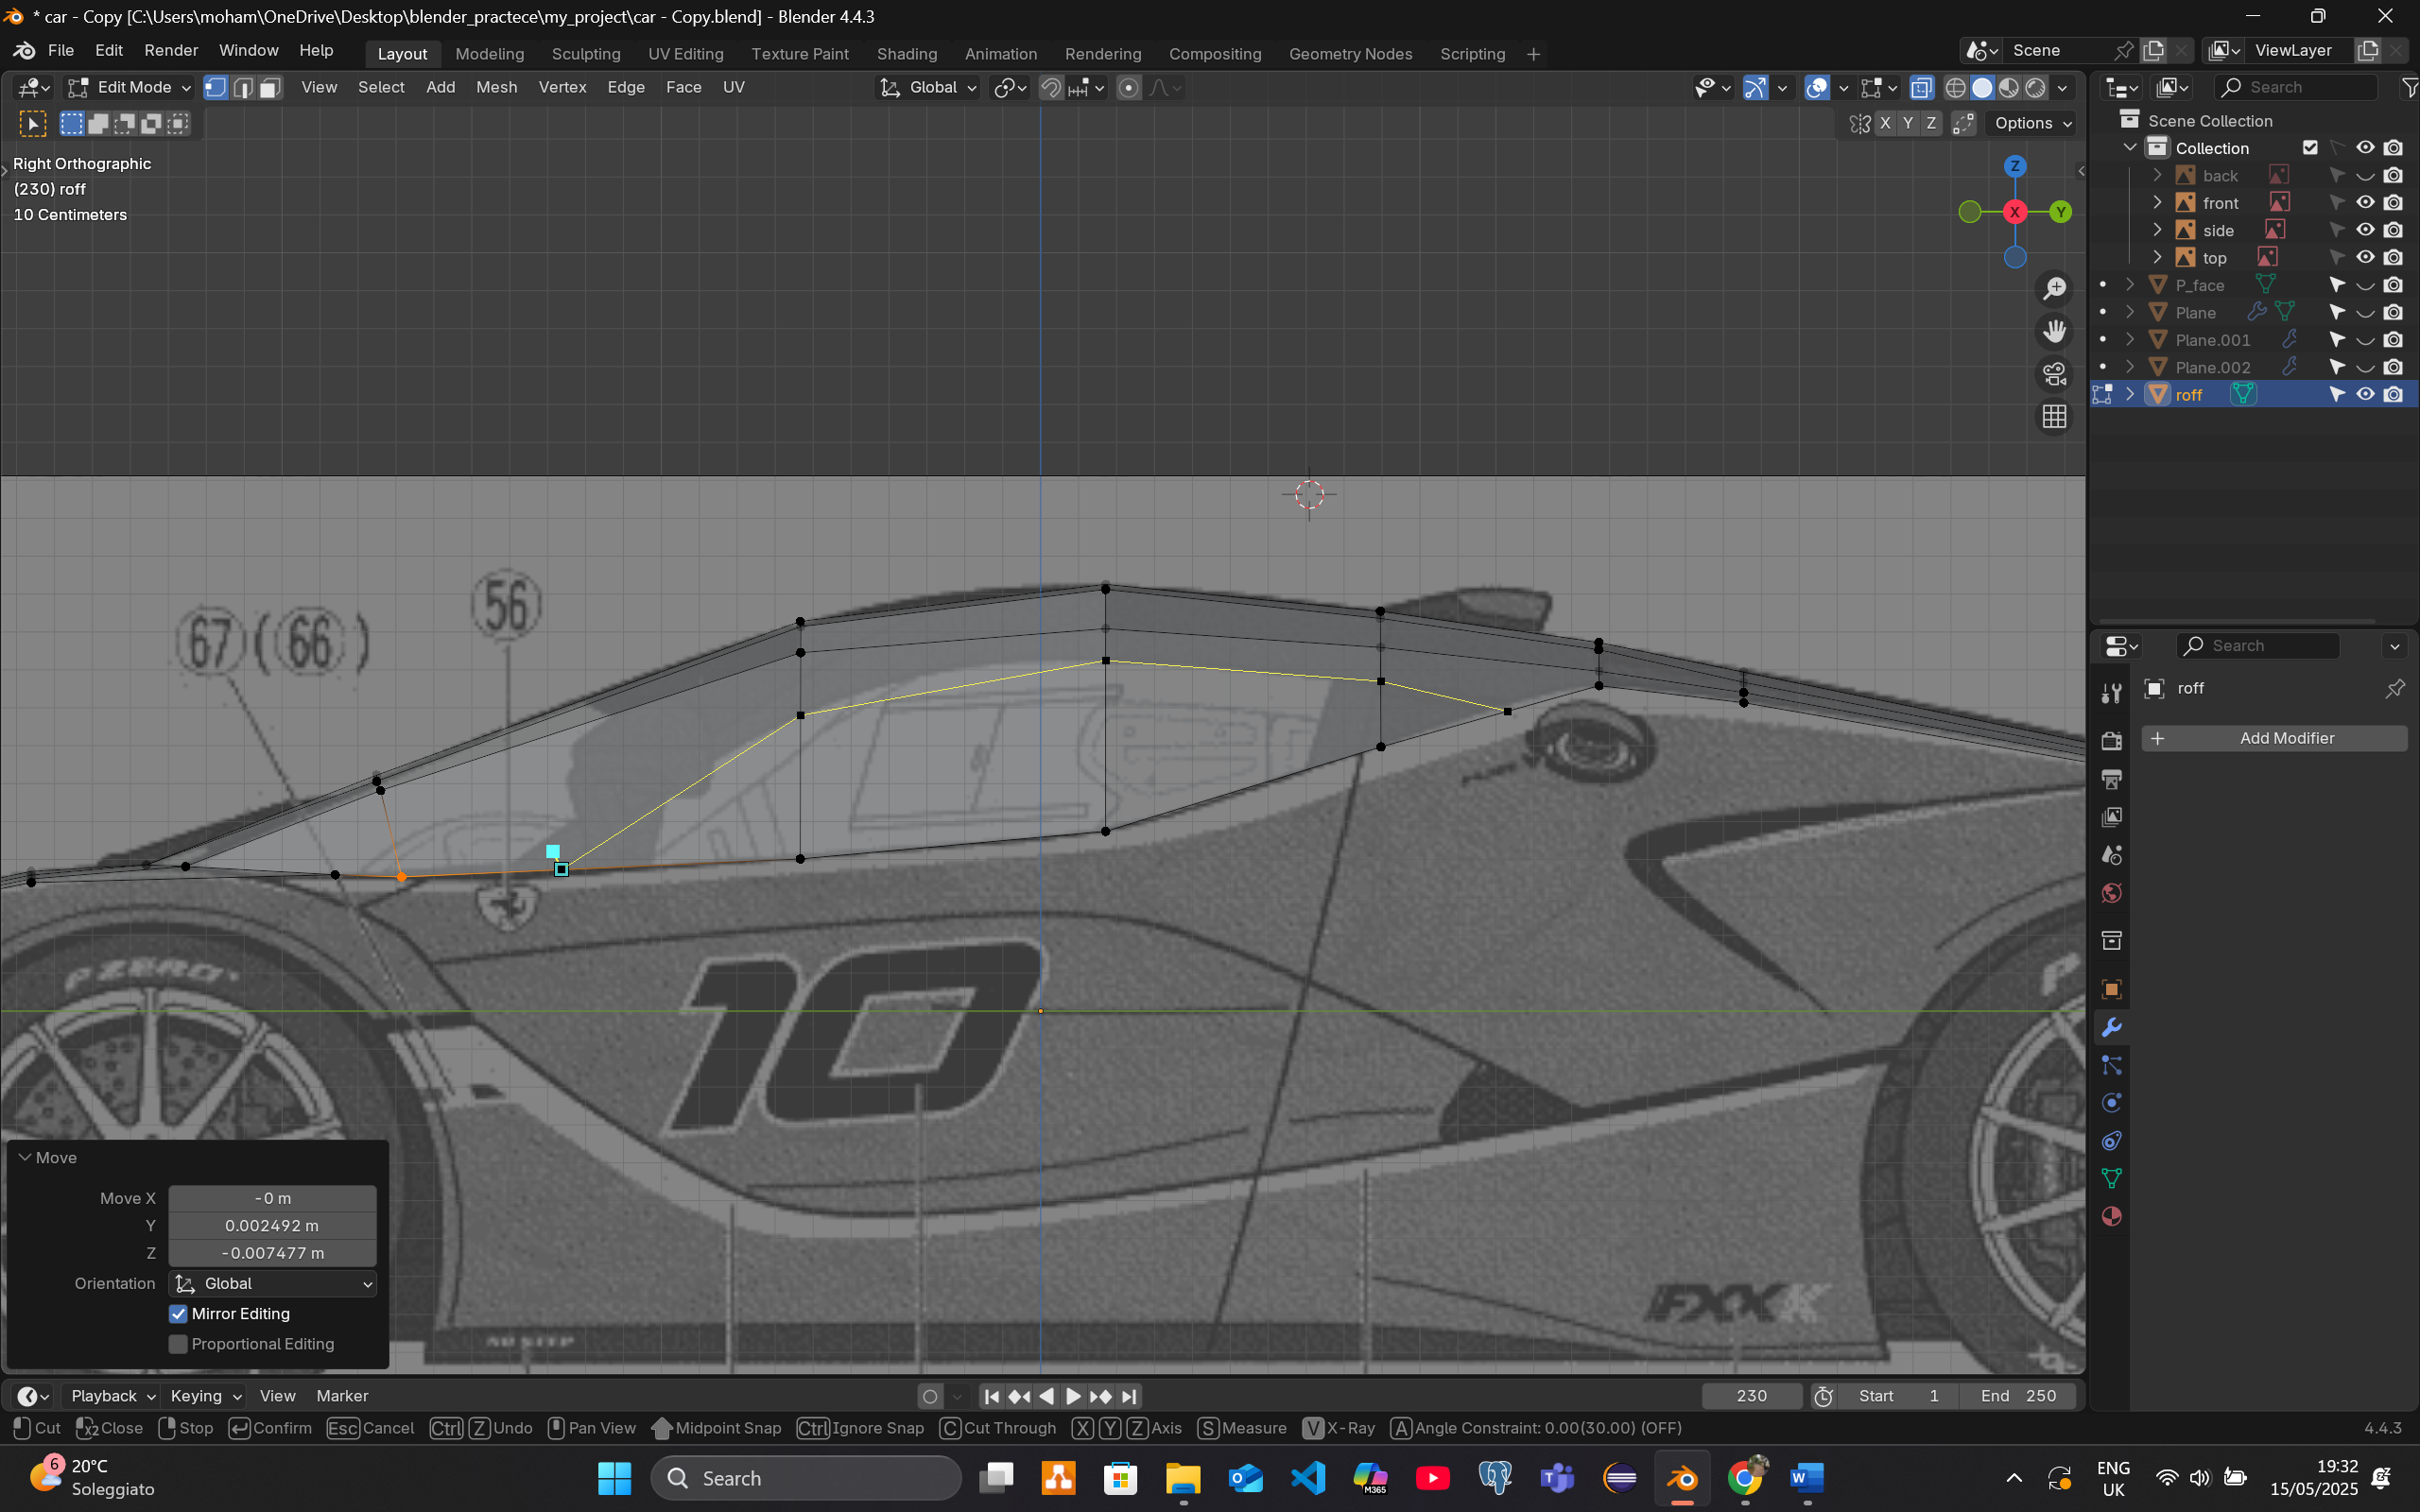 * car - Copy [C:\Users\moham\OneDrive\Desktop\blender_practece\my_project\car - Copy.blend] - Blender 4.4.3
File Edit Render Window Help Layout Modeling Sculpting UV Editing Texture Paint Shading Animation Rendering Compositing Geometry Nodes Scripting + Scene ViewLayer
Edit Mode View Select Add Mesh Vertex Edge Face UV Global Search
X Y Z Options
Scene Collection
Collection
back
front
side
top
P_face
Plane
Plane.001
Plane.002
roff
Right Orthographic
(230) roff
10 Centimeters
Z
X
Y
Search
roff
+ Add Modifier
56
67 (66)
P ZERO
10
FXXK
Move
Move X -0 m
Y 0.002492 m
Z -0.007477 m
Orientation Global
Mirror Editing
Proportional Editing
Playback Keying View Marker 230 Start 1 End 250
Cut Close Stop Confirm Esc Cancel Ctrl Z Undo Pan View Midpoint Snap Ctrl Ignore Snap C Cut Through X Y Z Axis S Measure V X-Ray A Angle Constraint: 0.00(30.00) (OFF) 4.4.3
6 20°C
Soleggiato
Search
M365
ENG
UK
19:32
15/05/2025